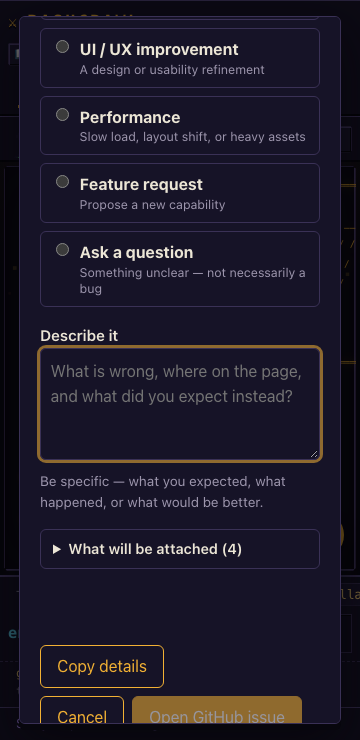 UI / UX improvement
A design or usability refinement
Performance
Slow load, layout shift, or heavy assets
Feature request
Propose a new capability
Ask a question
Something unclear — not necessarily a
bug
Describe it
What is wrong, where on the page,
and what did you expect instead?
Be specific — what you expected, what
happened, or what would be better.
▶ What will be attached (4)
Copy details
Cancel
Open GitHub issue